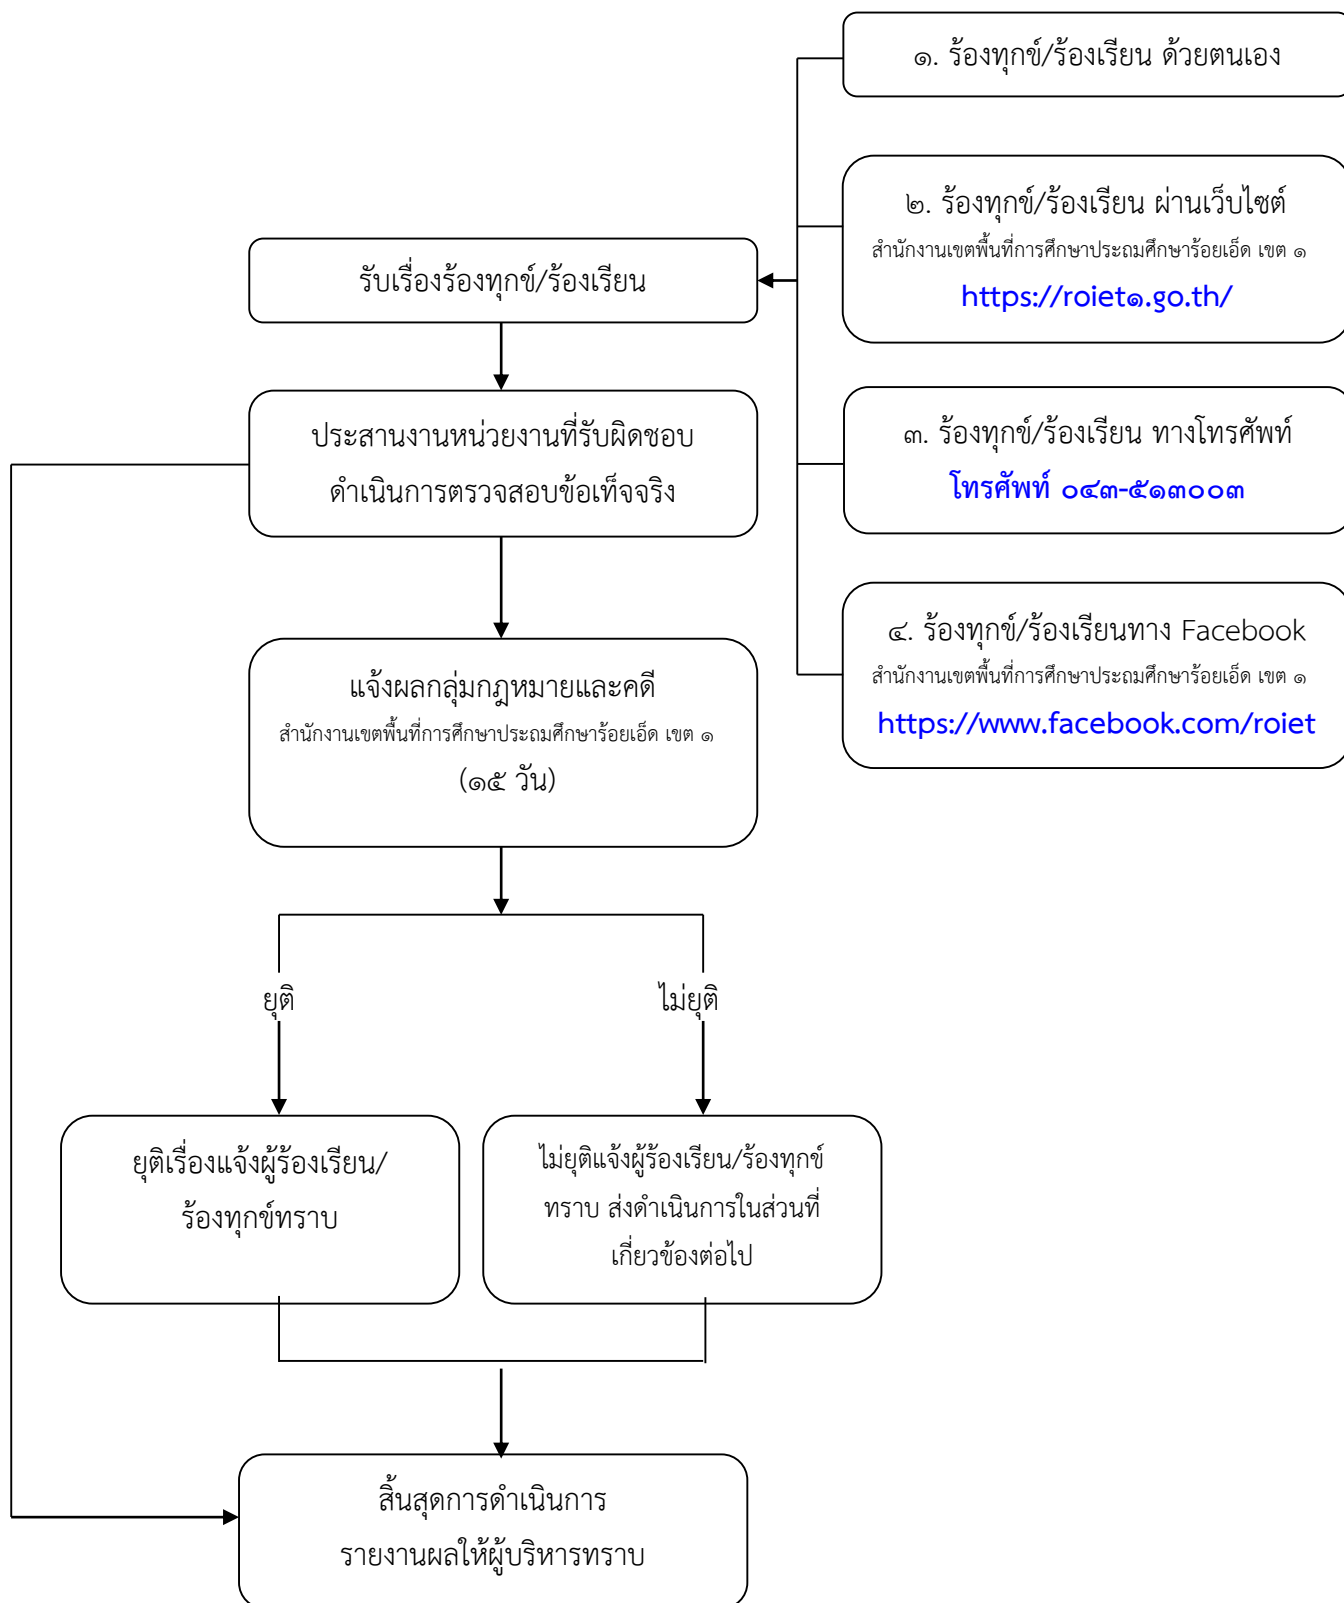 ๑. ร้องทุกข์/ร้องเรียน ด้วยตนเอง
๒. ร้องทุกข์/ร้องเรียน ผ่านเว็บไซต์
สำนักงานเขตพื้นที่การศึกษาประถมศึกษาร้อยเอ็ด เขต ๑
https://roiet๑.go.th/
๓. ร้องทุกข์/ร้องเรียน ทางโทรศัพท์
โทรศัพท์ ๐๔๓-๕๑๓๐๐๓
๔. ร้องทุกข์/ร้องเรียนทาง Facebook
สำนักงานเขตพื้นที่การศึกษาประถมศึกษาร้อยเอ็ด เขต ๑
https://www.facebook.com/roiet
รับเรื่องร้องทุกข์/ร้องเรียน
ประสานงานหน่วยงานที่รับผิดชอบ
ดำเนินการตรวจสอบข้อเท็จจริง
แจ้งผลกลุ่มกฎหมายและคดี
สำนักงานเขตพื้นที่การศึกษาประถมศึกษาร้อยเอ็ด เขต ๑
(๑๕ วัน)
ยุติ
ไม่ยุติ
ยุติเรื่องแจ้งผู้ร้องเรียน/
ร้องทุกข์ทราบ
ไม่ยุติแจ้งผู้ร้องเรียน/ร้องทุกข์
ทราบ ส่งดำเนินการในส่วนที่
เกี่ยวข้องต่อไป
สิ้นสุดการดำเนินการ
รายงานผลให้ผู้บริหารทราบ